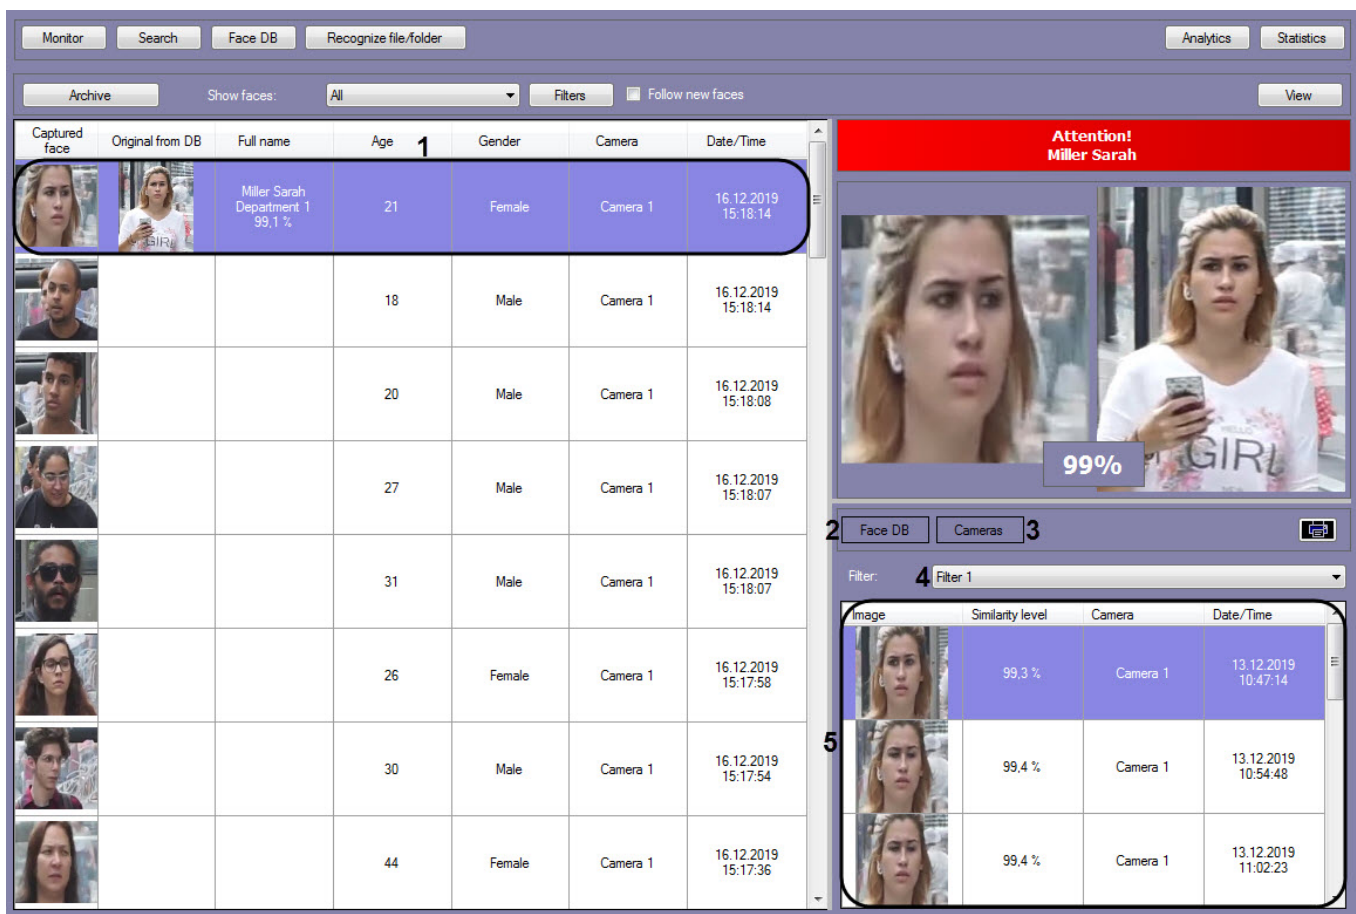 Monitor Search Face DB Recognize file/folder Analytics Statistics
Archive Show faces: All Filters Follow new faces View
Captured face Original from DB Full name Age 1 Gender Camera Date/Time
Miller Sarah
Department 1
99,1 %
21 Female Camera 1 16.12.2019 15:18:14
18 Male Camera 1 16.12.2019 15:18:14
20 Male Camera 1 16.12.2019 15:18:08
27 Male Camera 1 16.12.2019 15:18:07
31 Male Camera 1 16.12.2019 15:18:07
26 Female Camera 1 16.12.2019 15:17:58
30 Male Camera 1 16.12.2019 15:17:54
44 Female Camera 1 16.12.2019 15:17:36
Attention!
Miller Sarah
HELLO
GIRL
99%
2 Face DB Cameras 3
Filter: 4 Filter 1
Image Similarity level Camera Date/Time
99,3 % Camera 1 13.12.2019 10:47:14
5
99,4 % Camera 1 13.12.2019 10:54:48
99,4 % Camera 1 13.12.2019 11:02:23